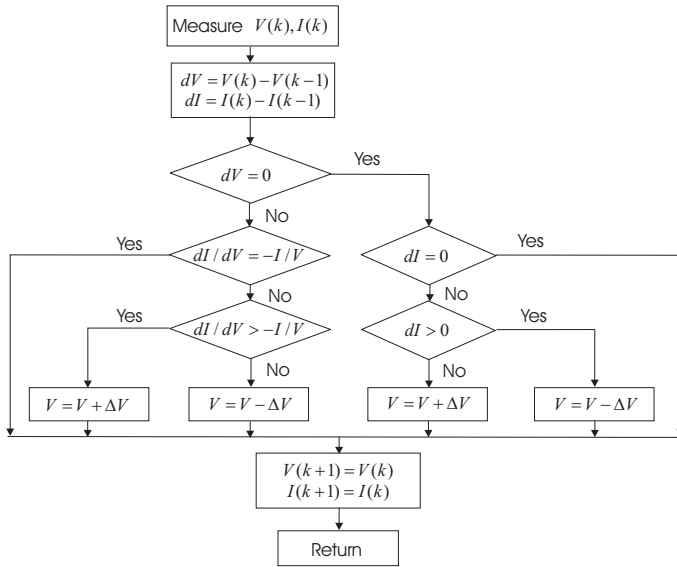 Measure V(k),I(k)
dV=V(k)−V(k−1)
dI=I(k)−I(k−1)
dV=0
Yes
No
Yes
dI/dV=−I/V
dI=0
Yes
No
No
Yes
dI/dV>−I/V
dI>0
Yes
No
No
V=V+ΔV
V=V−ΔV
V=V+ΔV
V=V−ΔV
V(k+1)=V(k)
I(k+1)=I(k)
Return